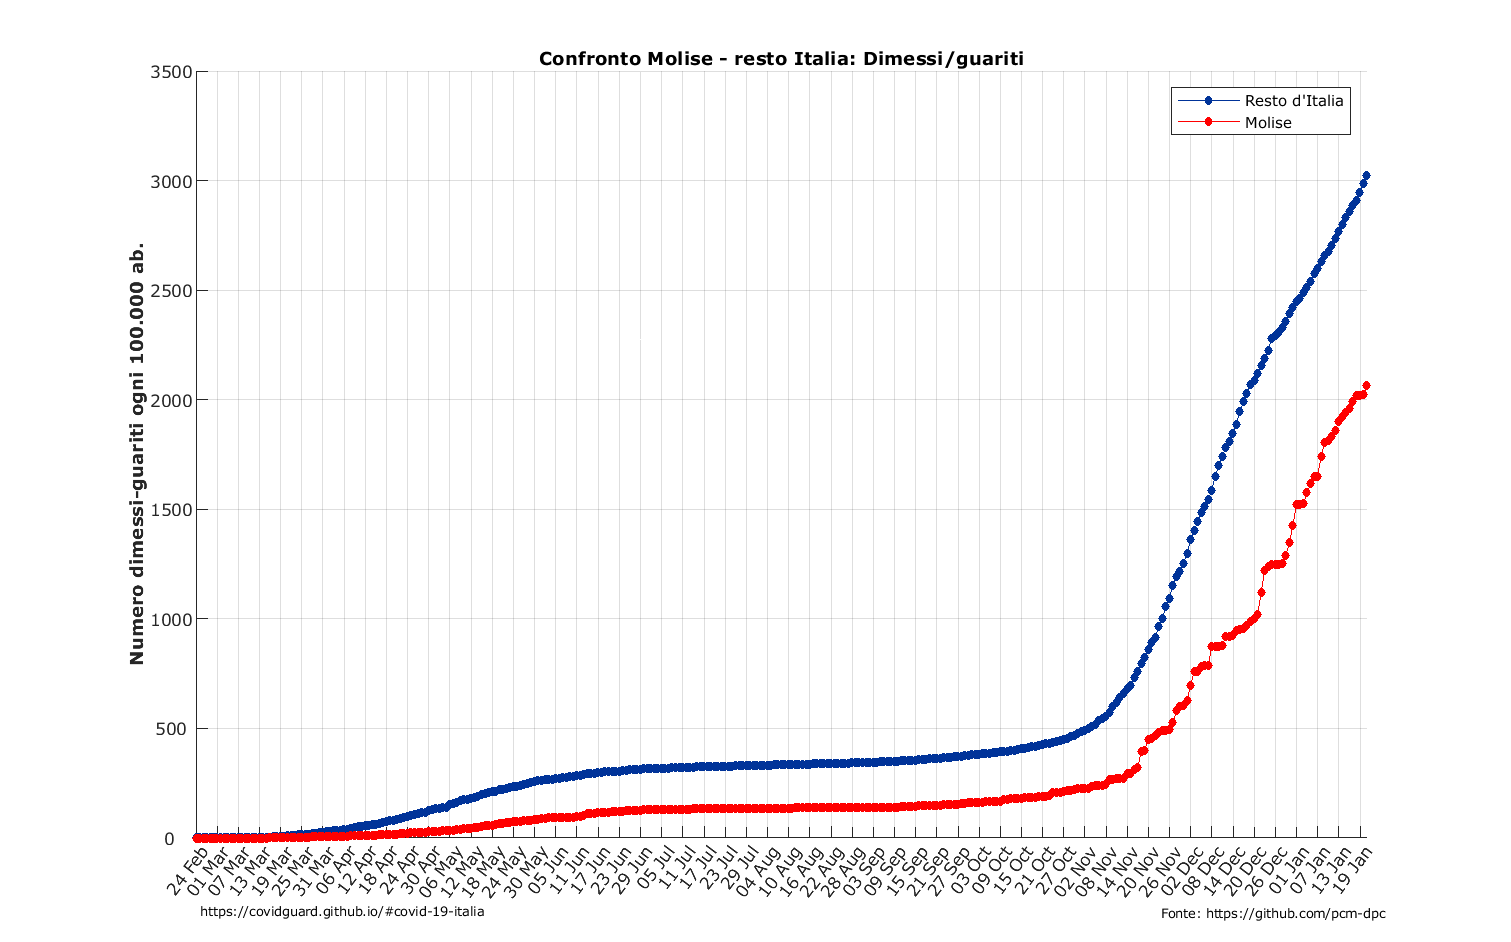 Confronto Molise - resto Italia: Dimessi/guariti
Resto d'Italia
Molise
Numero dimessi-guariti ogni 100.000 ab.
3500
3000
2500
2000
1500
1000
500
0
24 Feb
01 Mar
07 Mar
13 Mar
19 Mar
25 Mar
31 Mar
06 Apr
12 Apr
18 Apr
24 Apr
30 Apr
06 May
12 May
18 May
24 May
30 May
05 Jun
11 Jun
17 Jun
23 Jun
29 Jul
05 Jul
11 Jul
17 Jul
23 Jul
29 Jul
04 Aug
10 Aug
16 Aug
22 Aug
28 Aug
03 Sep
09 Sep
15 Sep
21 Sep
27 Sep
03 Oct
09 Oct
15 Oct
21 Oct
27 Oct
02 Nov
08 Nov
14 Nov
20 Nov
26 Nov
02 Dec
08 Dec
14 Dec
20 Dec
26 Dec
01 Jan
07 Jan
13 Jan
19 Jan
https://covidguard.github.io/#covid-19-italia
Fonte: https://github.com/pcm-dpc